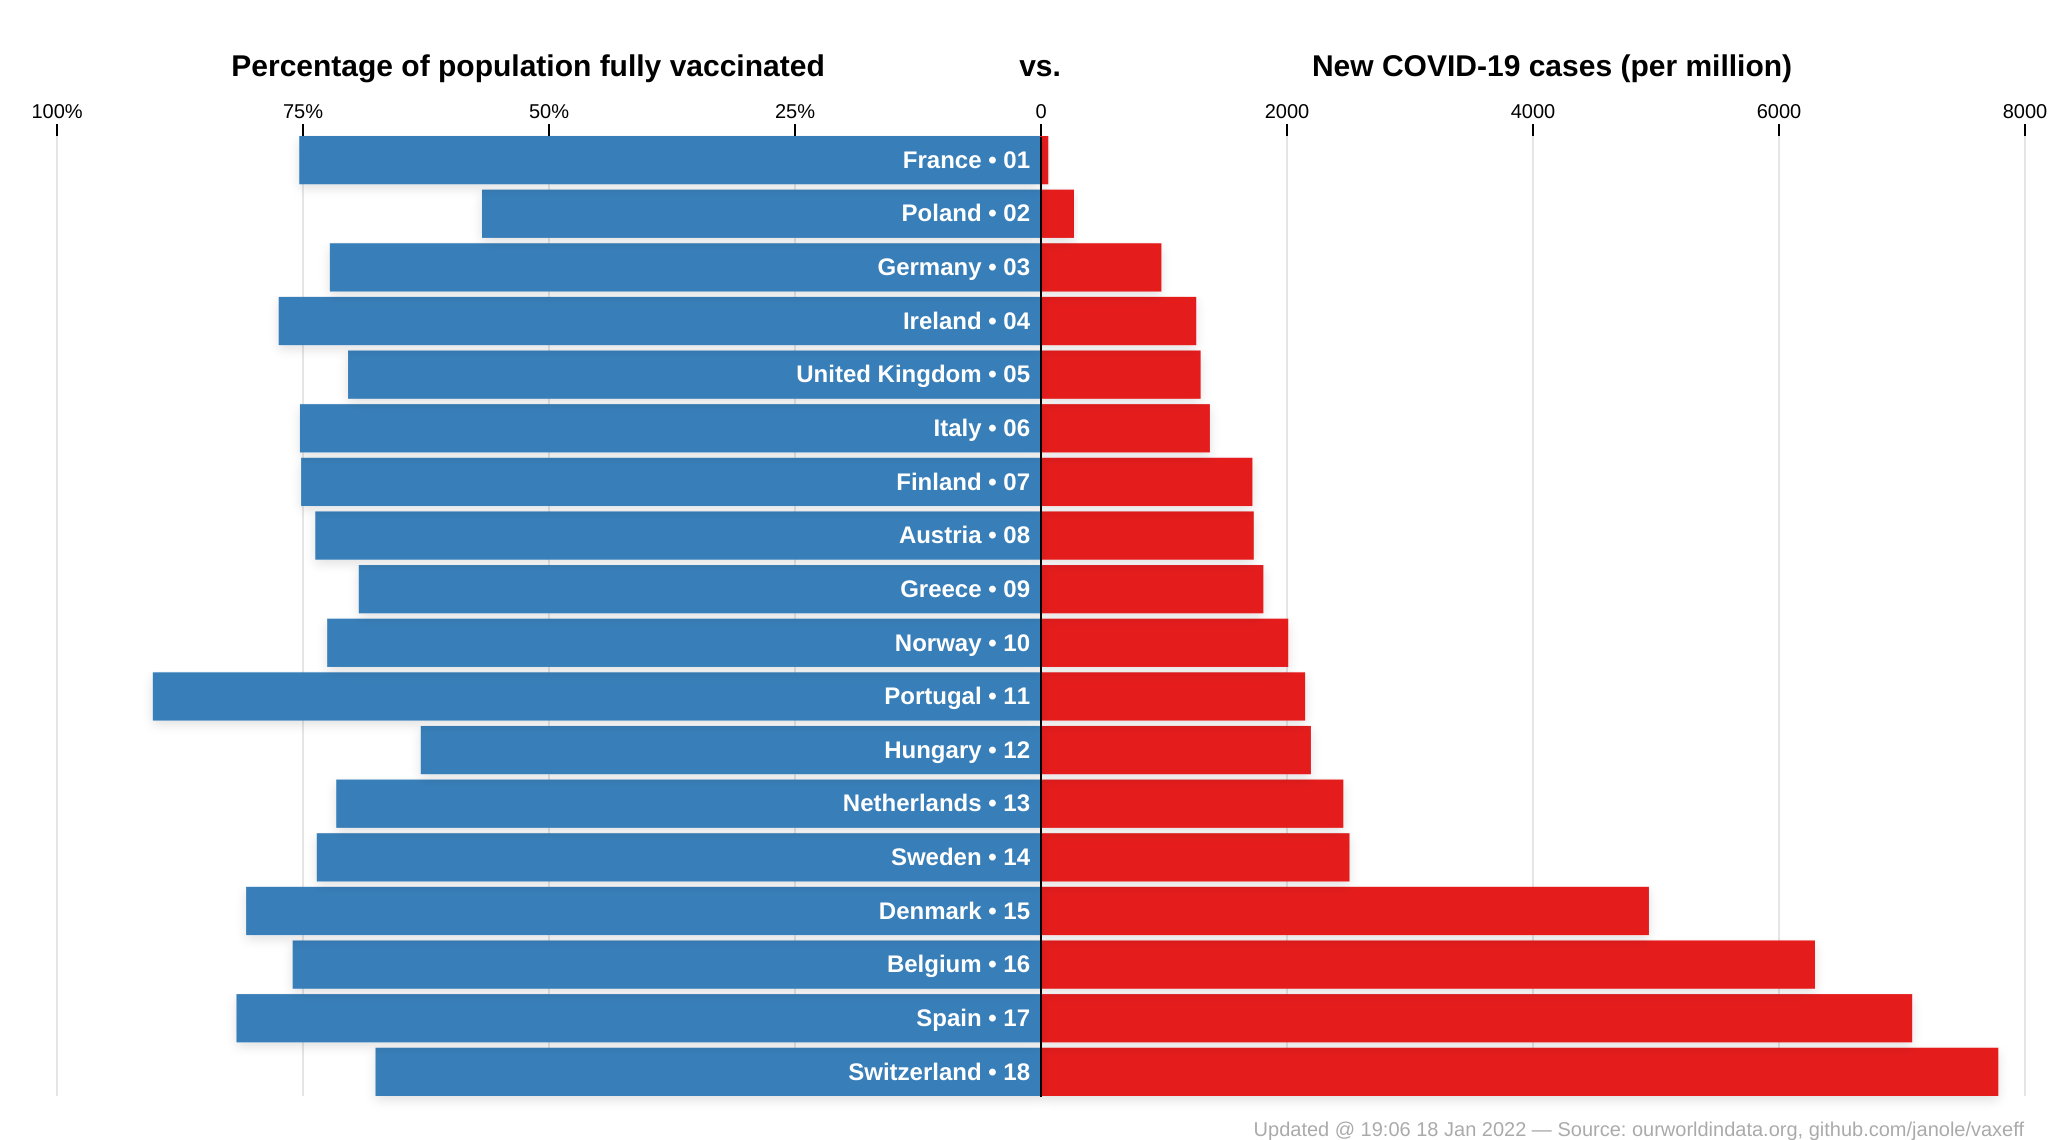 Percentage of population fully vaccinated vs. New COVID-19 cases (per million)
100% 75% 50% 25% 0 2000 4000 6000 8000
France • 01
Poland • 02
Germany • 03
Ireland • 04
United Kingdom • 05
Italy • 06
Finland • 07
Austria • 08
Greece • 09
Norway • 10
Portugal • 11
Hungary • 12
Netherlands • 13
Sweden • 14
Denmark • 15
Belgium • 16
Spain • 17
Switzerland • 18
Updated @ 19:06 18 Jan 2022 — Source: ourworldindata.org, github.com/janole/vaxeff